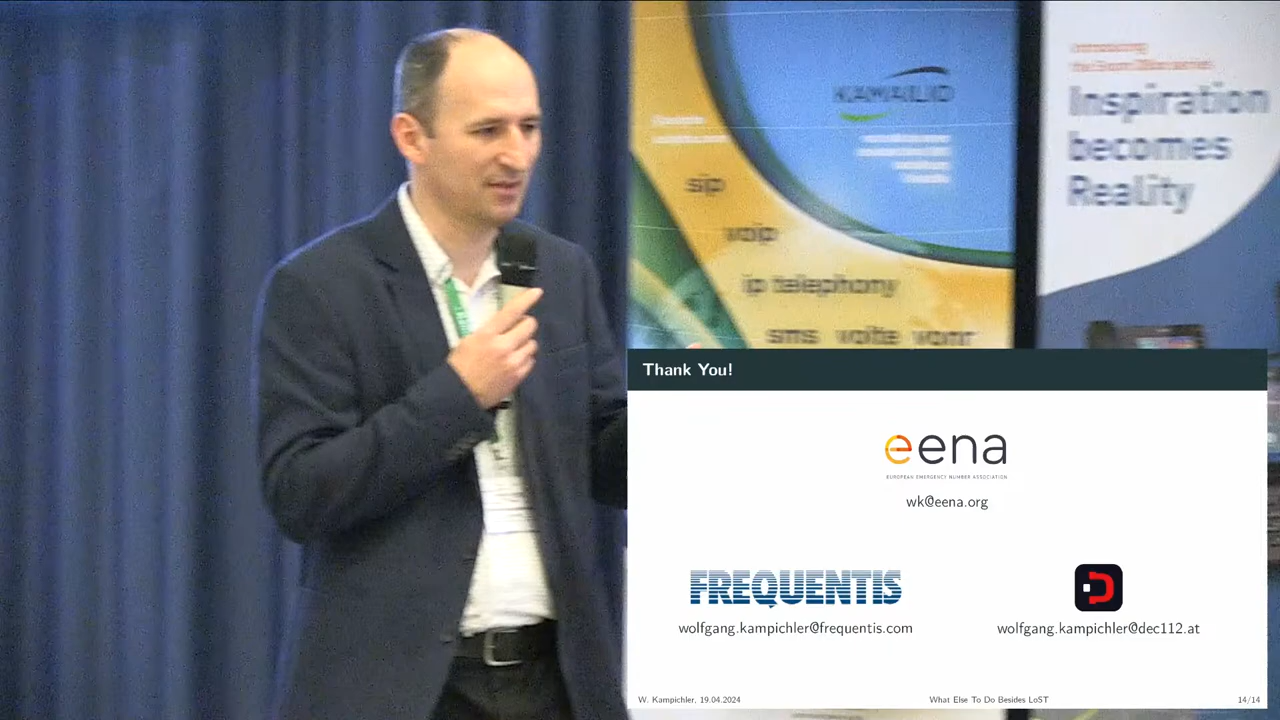 KAMAILIO
sip
voip
ip telephony
sms volte vonr
Inspiration
becomes
Reality
Thank You!
eena
EUROPEAN EMERGENCY NUMBER ASSOCIATION
wk@eena.org
FREQUENTIS
wolfgang.kampichler@frequentis.com
wolfgang.kampichler@dec112.at
W. Kampichler, 19.04.2024
What Else To Do Besides LoST
14/14